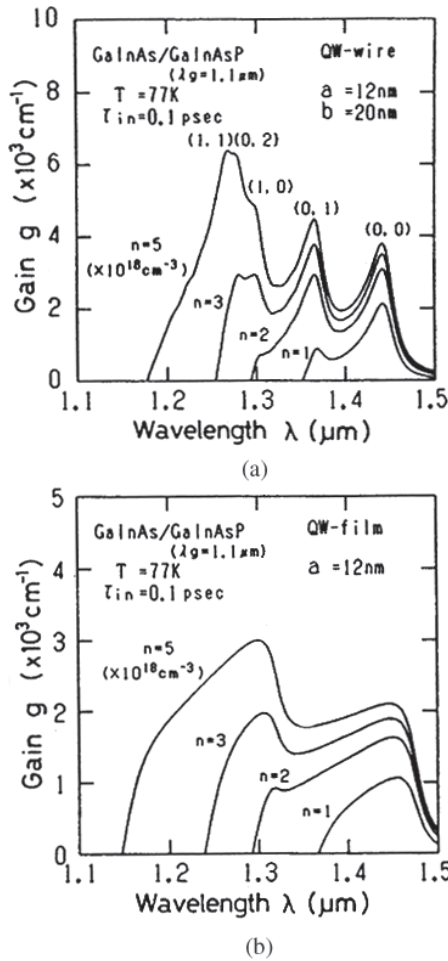 10
8
6
4
2
0
Gain g (×10³cm⁻¹)
GaInAs/GaInAsP
(λg=1.1μm)
T =77K
τin=0.1 psec
QW-wire
a =12nm
b =20nm
(1, 1)(0, 2)
(1, 0)
(0, 1)
(0, 0)
n=5
(×10¹⁸cm⁻³)
n=3
n=2
n=1
1.1 1.2 1.3 1.4 1.5
Wavelength λ (μm)
(a)
5
4
3
2
1
0
Gain g (×10³cm⁻¹)
GaInAs/GaInAsP
(λg=1.1μm)
T =77K
τin=0.1 psec
QW-film
a =12nm
n=5
(×10¹⁸cm⁻³)
n=3
n=2
n=1
1.1 1.2 1.3 1.4 1.5
Wavelength λ (μm)
(b)